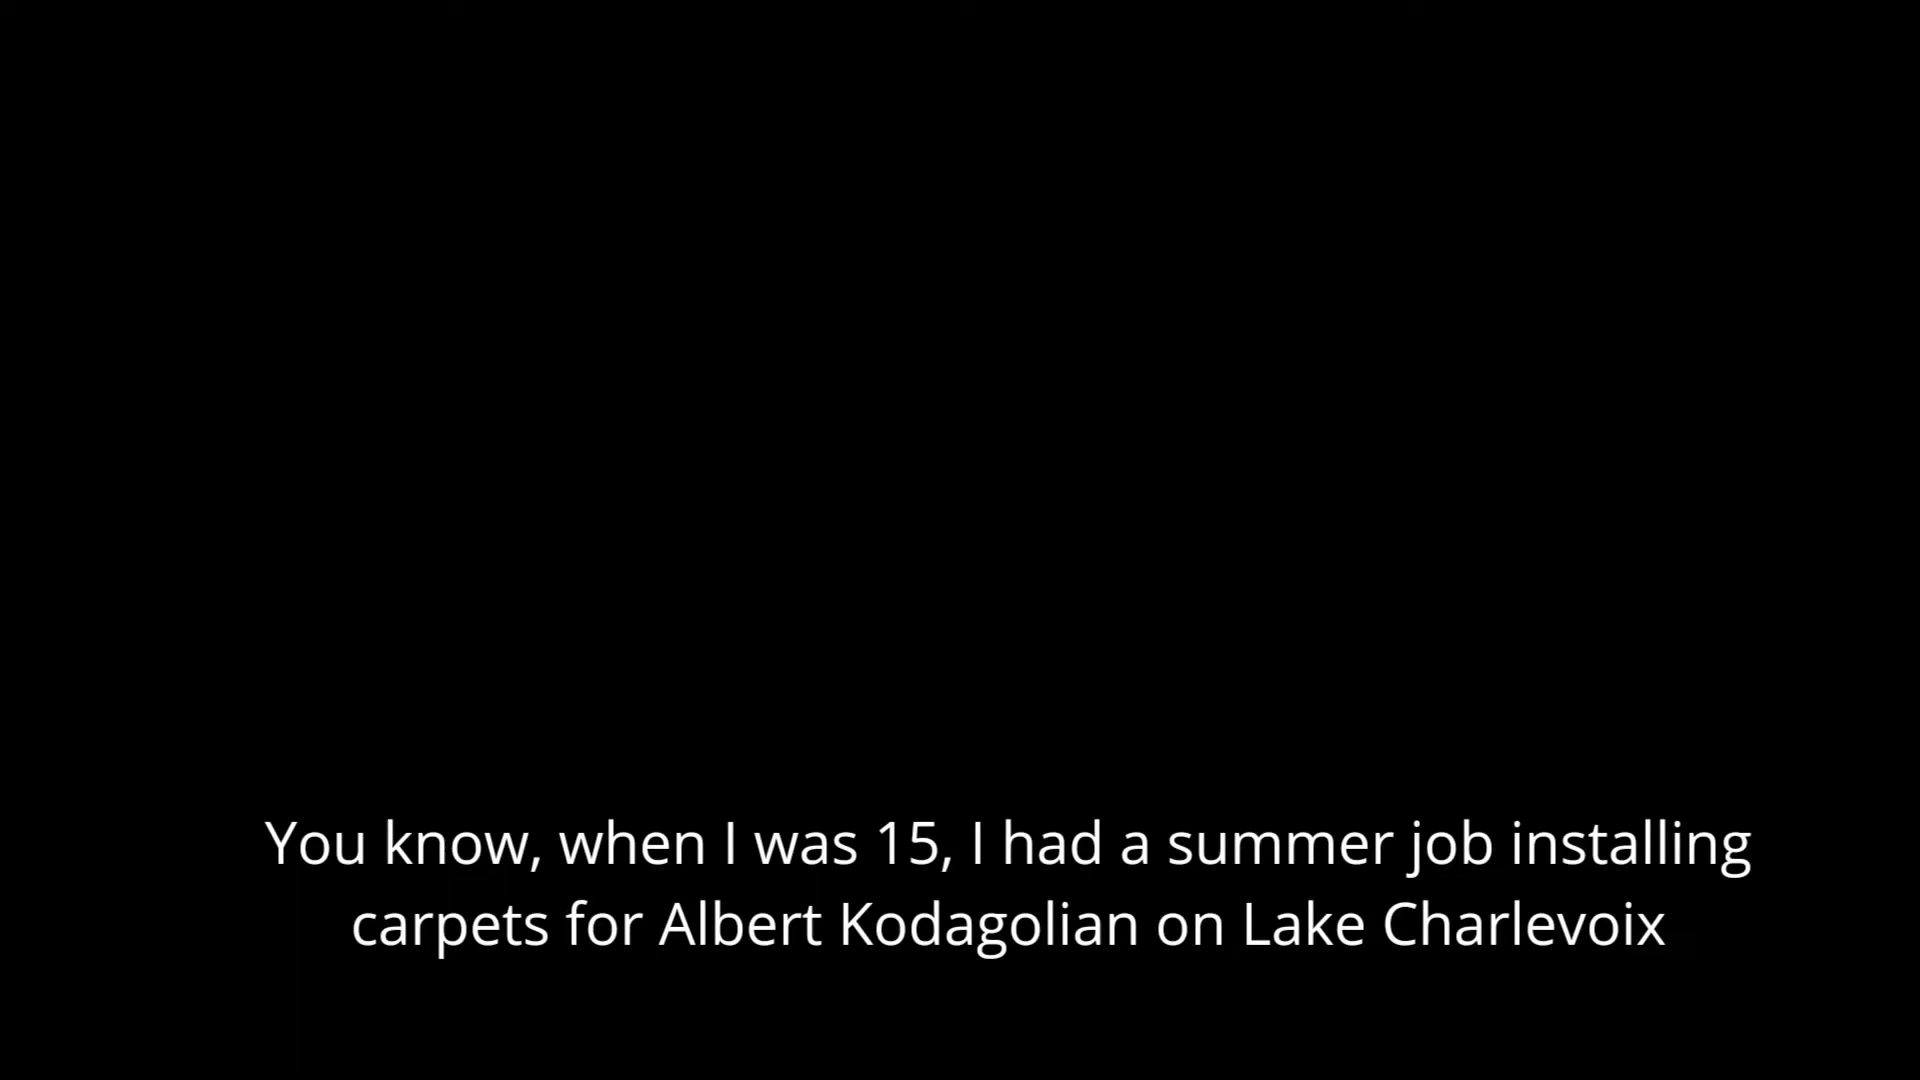 You know, when I was 15, I had a summer job installing
carpets for Albert Kodagolian on Lake Charlevoix